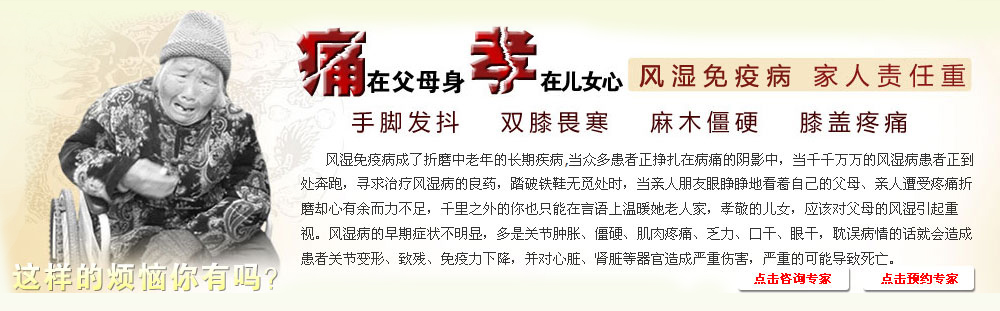 痛在父母身 孝在儿女心 风湿免疫病 家人责任重
手脚发抖 双膝畏寒 麻木僵硬 膝盖疼痛
风湿免疫病成了折磨中老年的长期疾病,当众多患者正挣扎在病痛的阴影中，当千千万万的风湿病患者正到
处奔跑，寻求治疗风湿病的良药，踏破铁鞋无觅处时，当亲人朋友眼睁睁地看着自己的父母、亲人遭受疼痛折
磨却心有余而力不足，千里之外的你也只能在言语上温暖她老人家，孝敬的儿女，应该对父母的风湿引起重
视。风湿病的早期症状不明显，多是关节肿胀、僵硬、肌肉疼痛、乏力、口干、眼干，耽误病情的话就会造成
患者关节变形、致残、免疫力下降，并对心脏、肾脏等器官造成严重伤害，严重的可能导致死亡。
这样的烦恼你有吗?
点击咨询专家 点击预约专家